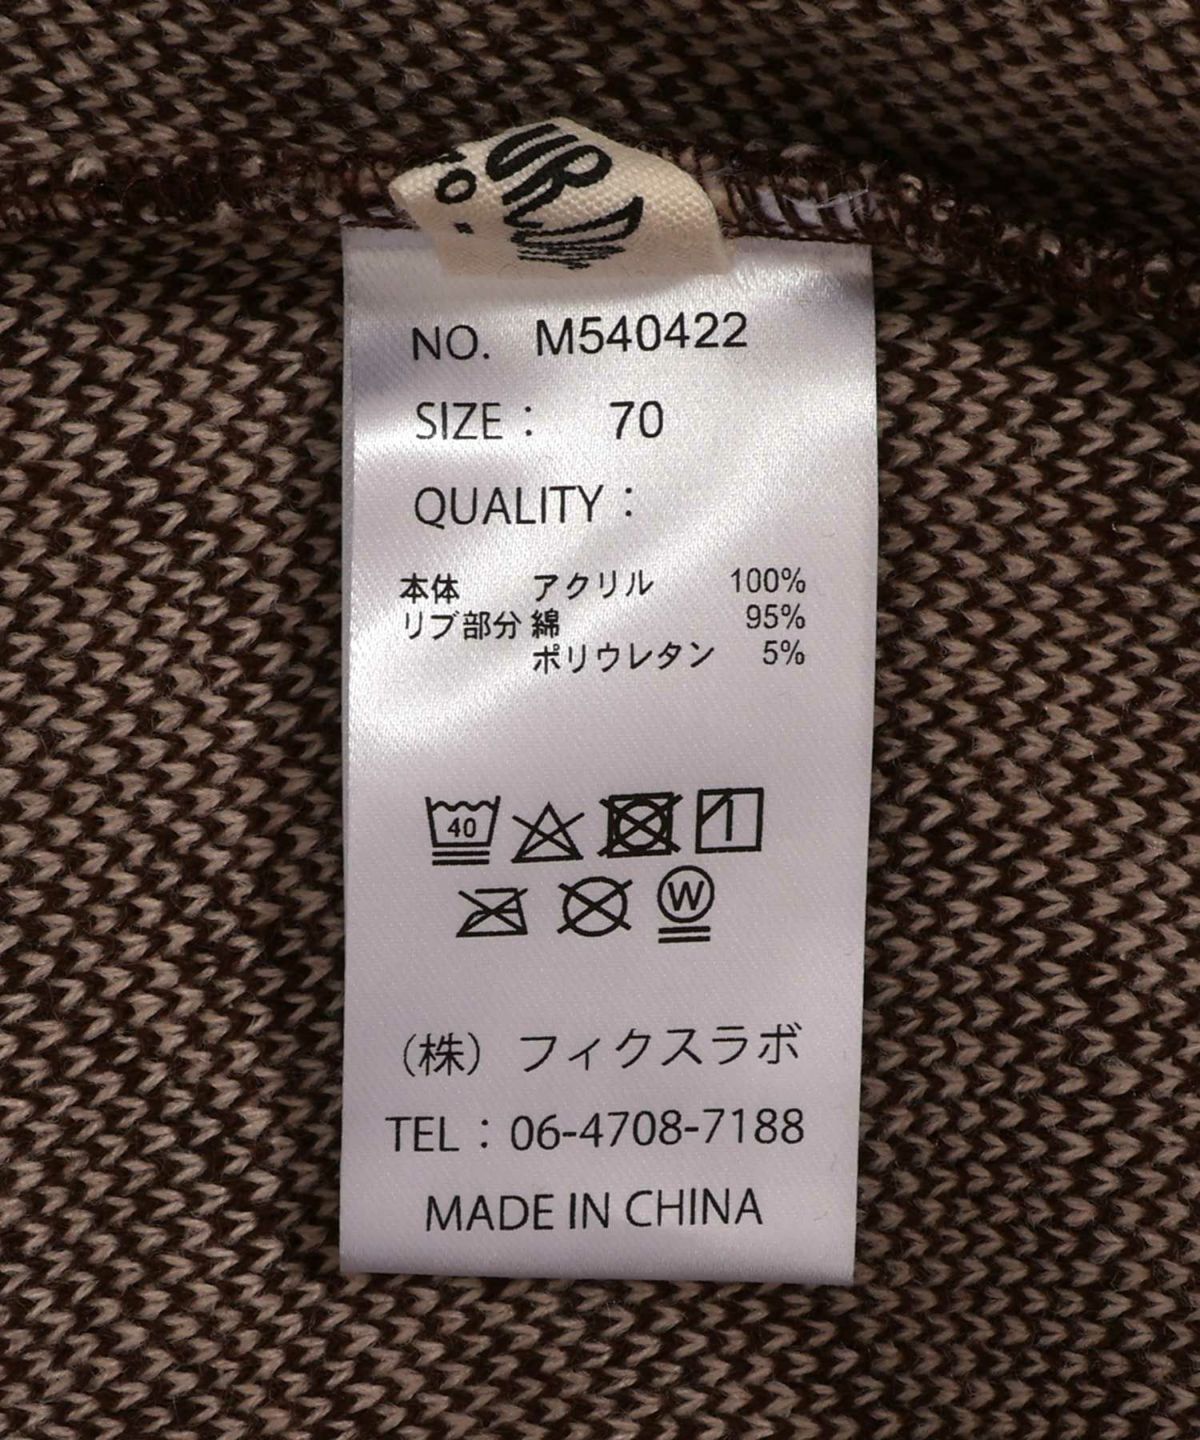 NO. M540422
SIZE : 70
QUALITY :
本体 アクリル 100%
リブ部分 綿 95%
ポリウレタン 5%
40
W
(株) フィクスラボ
TEL : 06-4708-7188
MADE IN CHINA